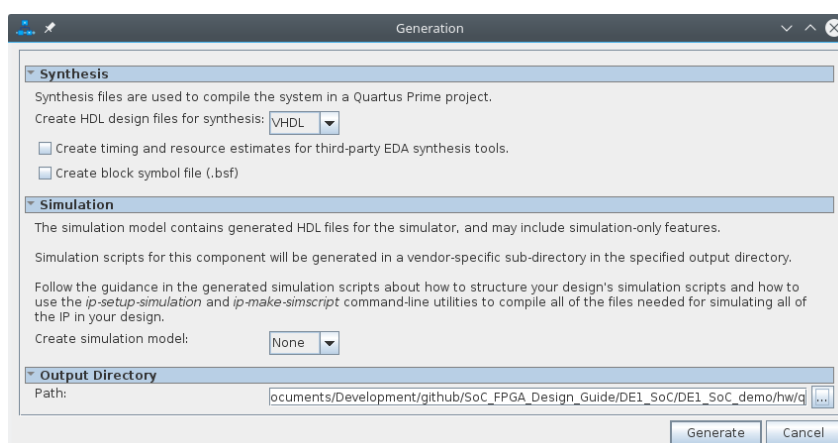 Generation
Synthesis
Synthesis files are used to compile the system in a Quartus Prime project.
Create HDL design files for synthesis: VHDL
Create timing and resource estimates for third-party EDA synthesis tools.
Create block symbol file (.bsf)
Simulation
The simulation model contains generated HDL files for the simulator, and may include simulation-only features.
Simulation scripts for this component will be generated in a vendor-specific sub-directory in the specified output directory.
Follow the guidance in the generated simulation scripts about how to structure your design's simulation scripts and how to
use the ip-setup-simulation and ip-make-simscript command-line utilities to compile all of the files needed for simulating all of
the IP in your design.
Create simulation model: None
Output Directory
Path: ocuments/Development/github/SoC_FPGA_Design_Guide/DE1_SoC/DE1_SoC_demo/hw/q ...
Generate Cancel